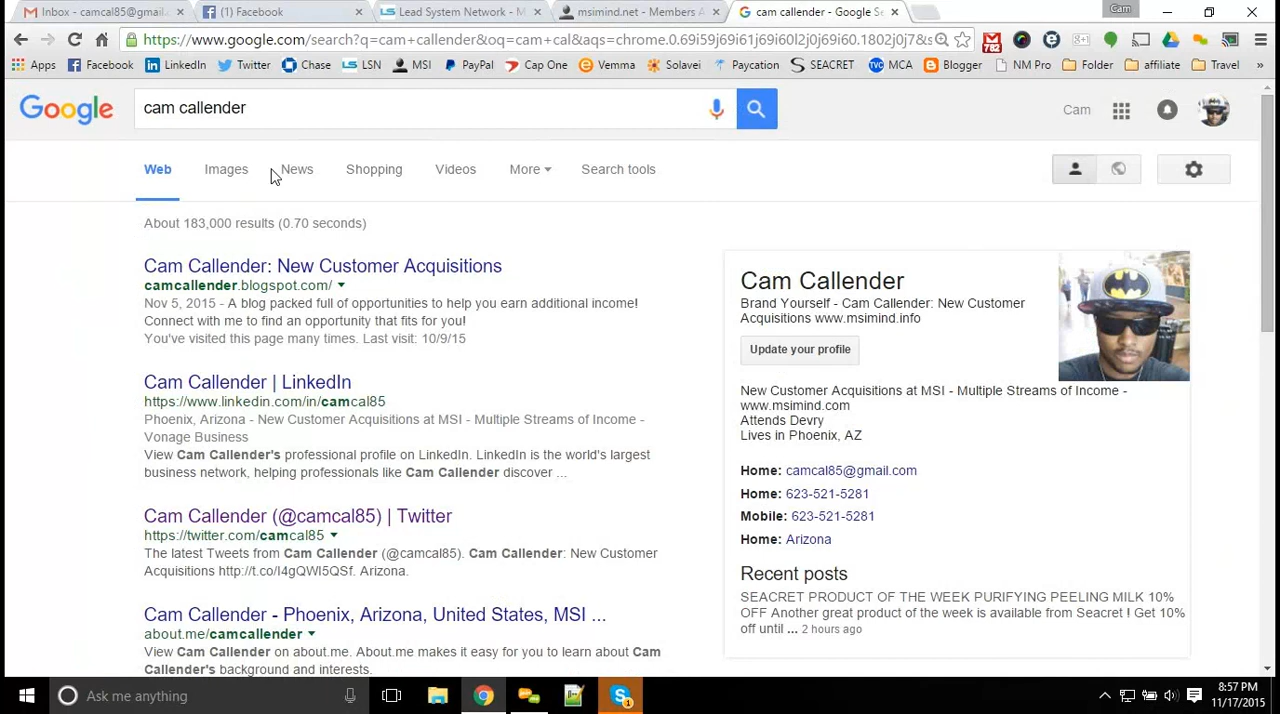 Inbox - camcal85@gmail.
(1) Facebook
Lead System Network - M
msimind.net - Members A
cam callender - Google Se
Cam
https://www.google.com/search?q=cam+callender&oq=cam+cal&aqs=chrome.0.69i59j69i61j69i60l2j0j69i60.1802j0j7&s
782
Apps
Facebook
LinkedIn
Twitter
Chase
LSN
MSI
PayPal
Cap One
Vemma
Solavei
Paycation
SEACRET
MCA
Blogger
NM Pro
Folder
affiliate
Travel
»
Google
cam callender
Cam
Web
Images
News
Shopping
Videos
More
Search tools
About 183,000 results (0.70 seconds)
Cam Callender: New Customer Acquisitions
camcallender.blogspot.com/
Nov 5, 2015 - A blog packed full of opportunities to help you earn additional income!
Connect with me to find an opportunity that fits for you!
You've visited this page many times. Last visit: 10/9/15
Cam Callender | LinkedIn
https://www.linkedin.com/in/camcal85
Phoenix, Arizona - New Customer Acquisitions at MSI - Multiple Streams of Income -
Vonage Business
View Cam Callender's professional profile on LinkedIn. LinkedIn is the world's largest
business network, helping professionals like Cam Callender discover ...
Cam Callender (@camcal85) | Twitter
https://twitter.com/camcal85
The latest Tweets from Cam Callender (@camcal85). Cam Callender: New Customer
Acquisitions http://t.co/I4gQWI5QSf. Arizona.
Cam Callender - Phoenix, Arizona, United States, MSI ...
about.me/camcallender
View Cam Callender on about.me. About.me makes it easy for you to learn about Cam
Callender's background and interests.
Cam Callender
Brand Yourself - Cam Callender: New Customer
Acquisitions www.msimind.info
Update your profile
New Customer Acquisitions at MSI - Multiple Streams of Income -
www.msimind.com
Attends Devry
Lives in Phoenix, AZ
Home: camcal85@gmail.com
Home: 623-521-5281
Mobile: 623-521-5281
Home: Arizona
Recent posts
SEACRET PRODUCT OF THE WEEK PURIFYING PEELING MILK 10%
OFF Another great product of the week is available from Seacret ! Get 10%
off until ... 2 hours ago
Ask me anything
1
8:57 PM
11/17/2015